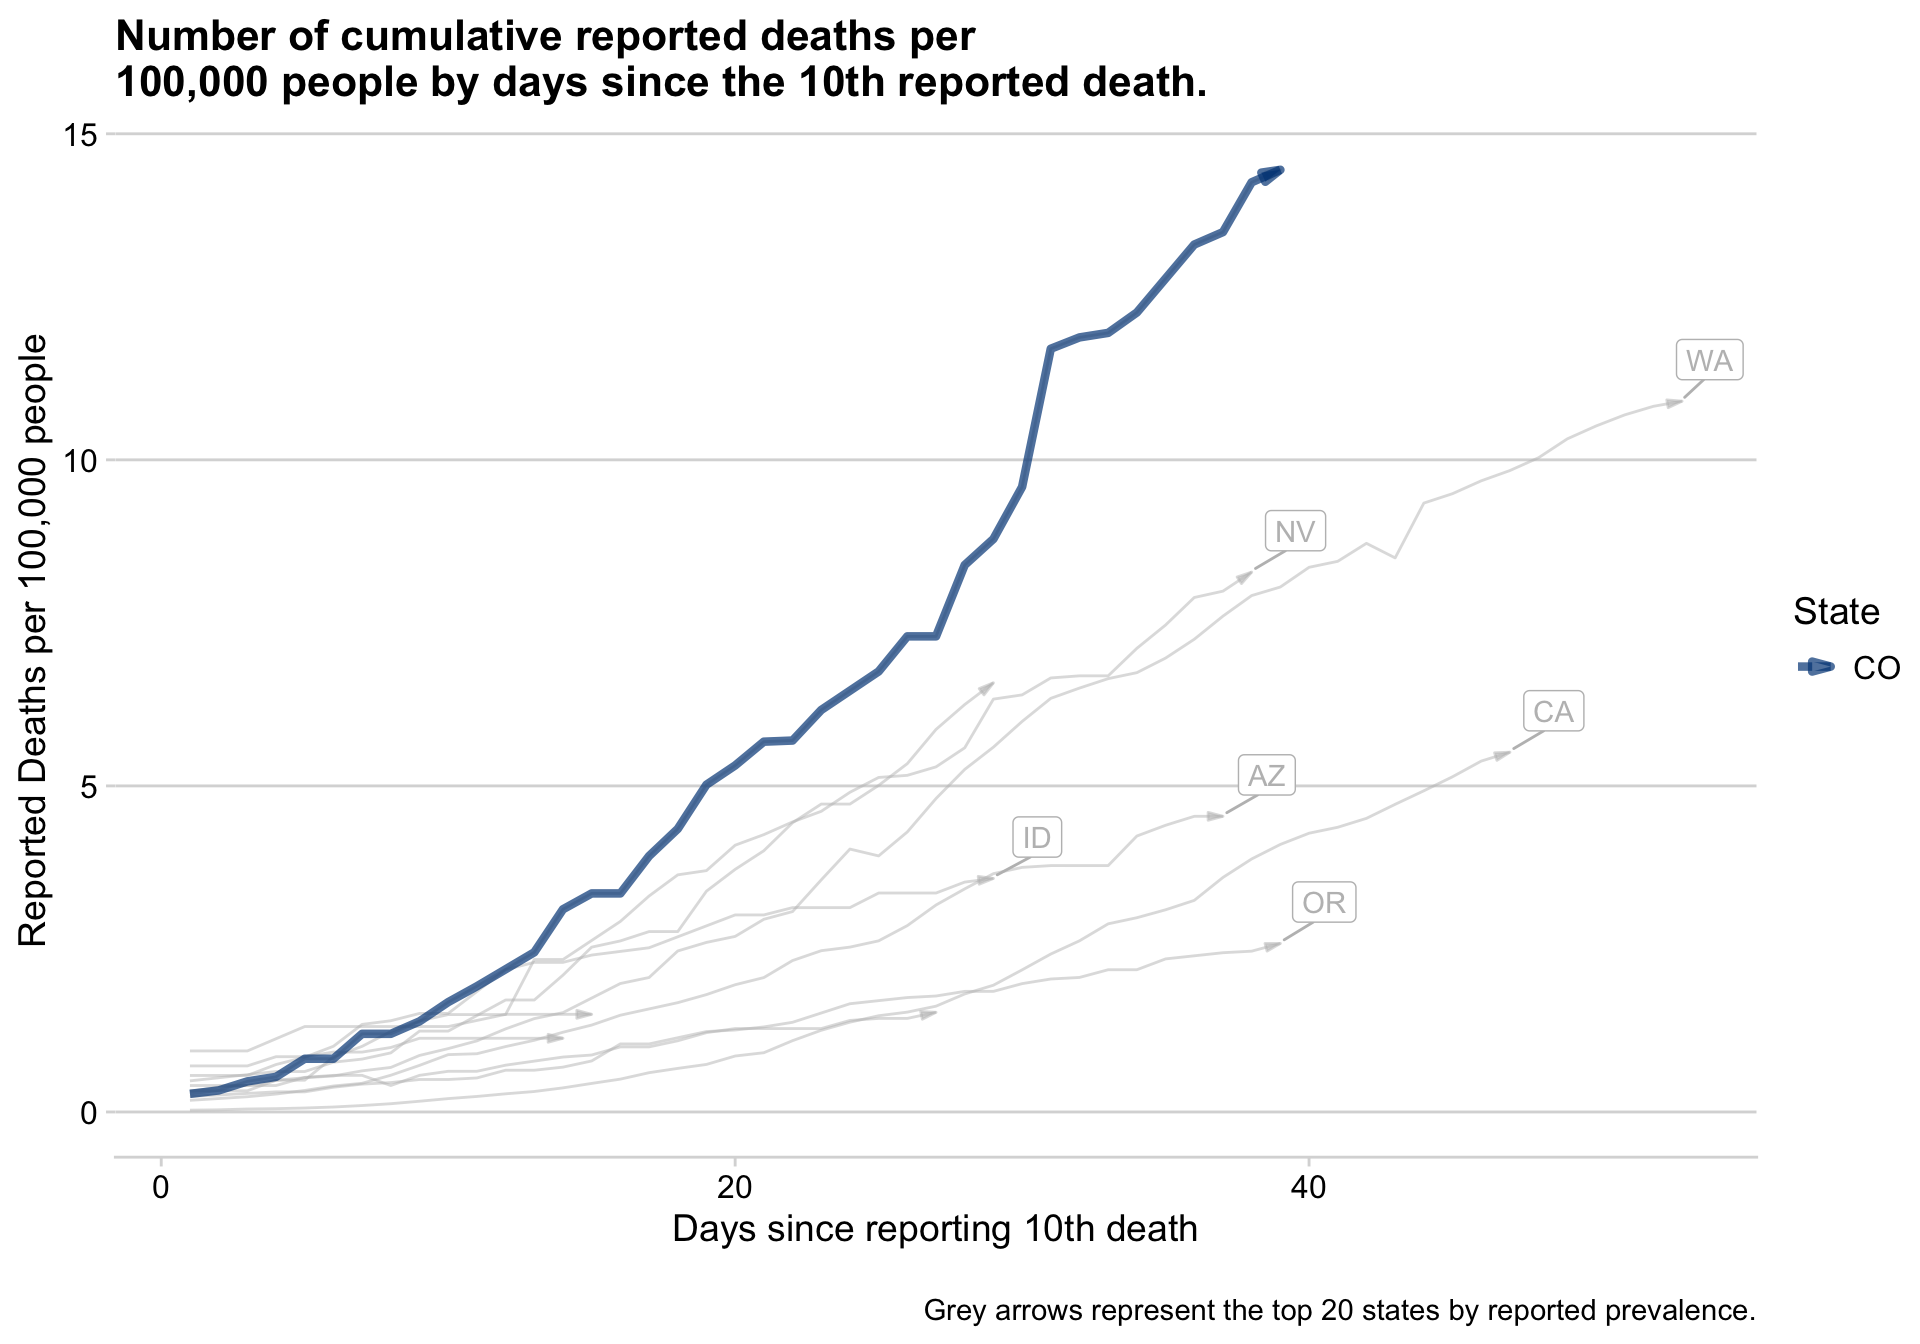 Number of cumulative reported deaths per
100,000 people by days since the 10th reported death.
15
10
5
0
Reported Deaths per 100,000 people
WA
NV
CA
AZ
ID
OR
State
CO
0
20
40
Days since reporting 10th death
Grey arrows represent the top 20 states by reported prevalence.